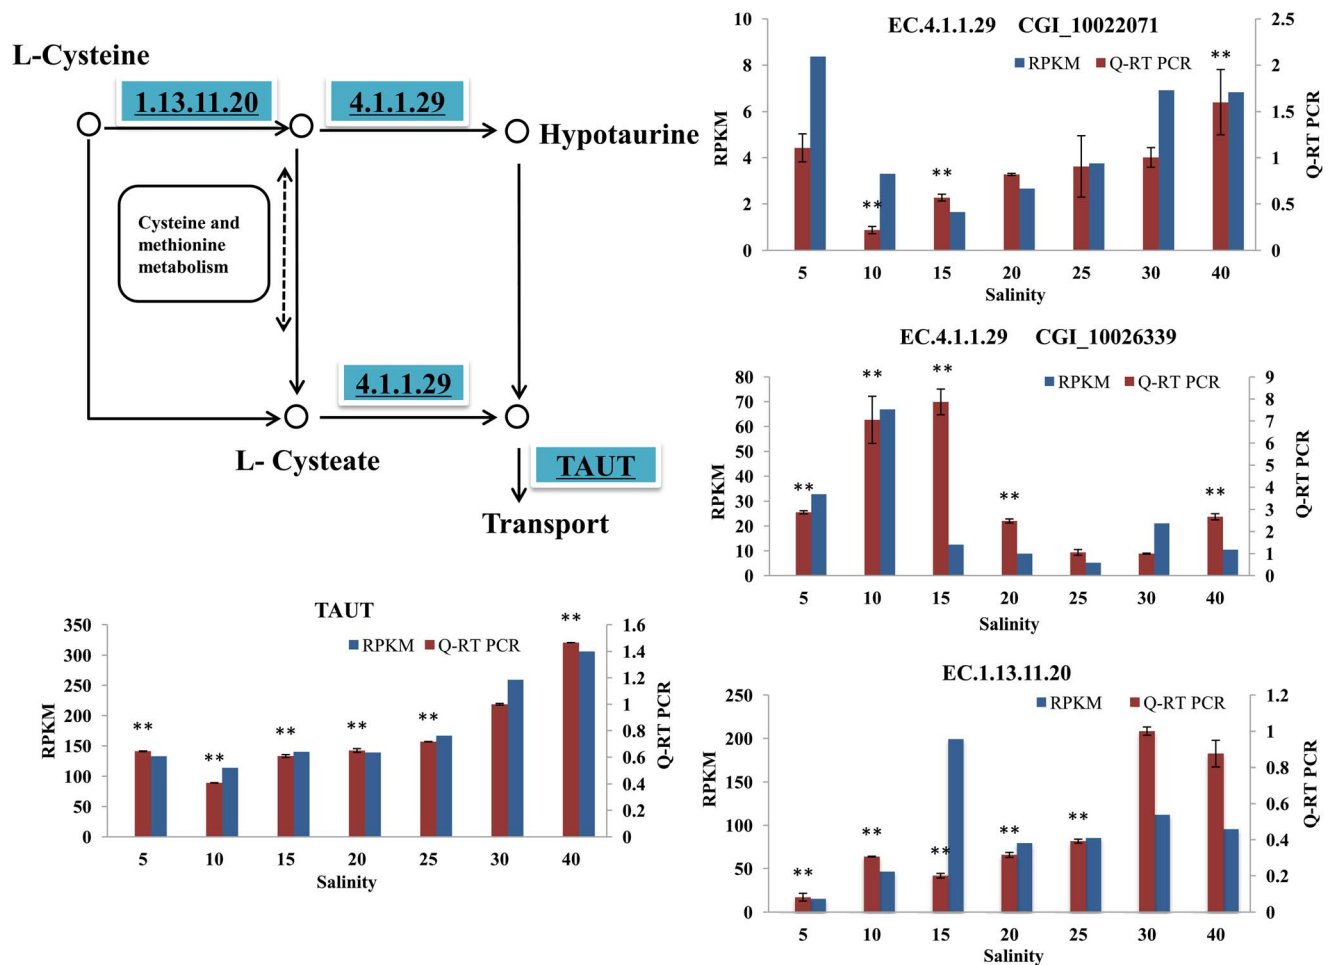 L-Cysteine
1.13.11.20
4.1.1.29
Hypotaurine
Cysteine and
methionine
metabolism
4.1.1.29
L- Cysteate
TAUT
Transport
EC.4.1.1.29 CGI_10022071
RPKM Q-RT PCR
10
8
6
4
2
0
RPKM
2.5
2
1.5
1
0.5
0
Q-RT PCR
** ** **
5 10 15 20 25 30 40
Salinity
EC.4.1.1.29 CGI_10026339
RPKM Q-RT PCR
80
70
60
50
40
30
20
10
0
RPKM
9
8
7
6
5
4
3
2
1
0
Q-RT PCR
** ** ** ** **
5 10 15 20 25 30 40
Salinity
TAUT
RPKM Q-RT PCR
350
300
250
200
150
100
50
0
RPKM
1.6
1.4
1.2
1
0.8
0.6
0.4
0.2
0
Q-RT PCR
** ** ** ** ** **
5 10 15 20 25 30 40
Salinity
EC.1.13.11.20
RPKM Q-RT PCR
250
200
150
100
50
0
RPKM
1.2
1
0.8
0.6
0.4
0.2
0
Q-RT PCR
** ** ** ** **
5 10 15 20 25 30 40
Salinity